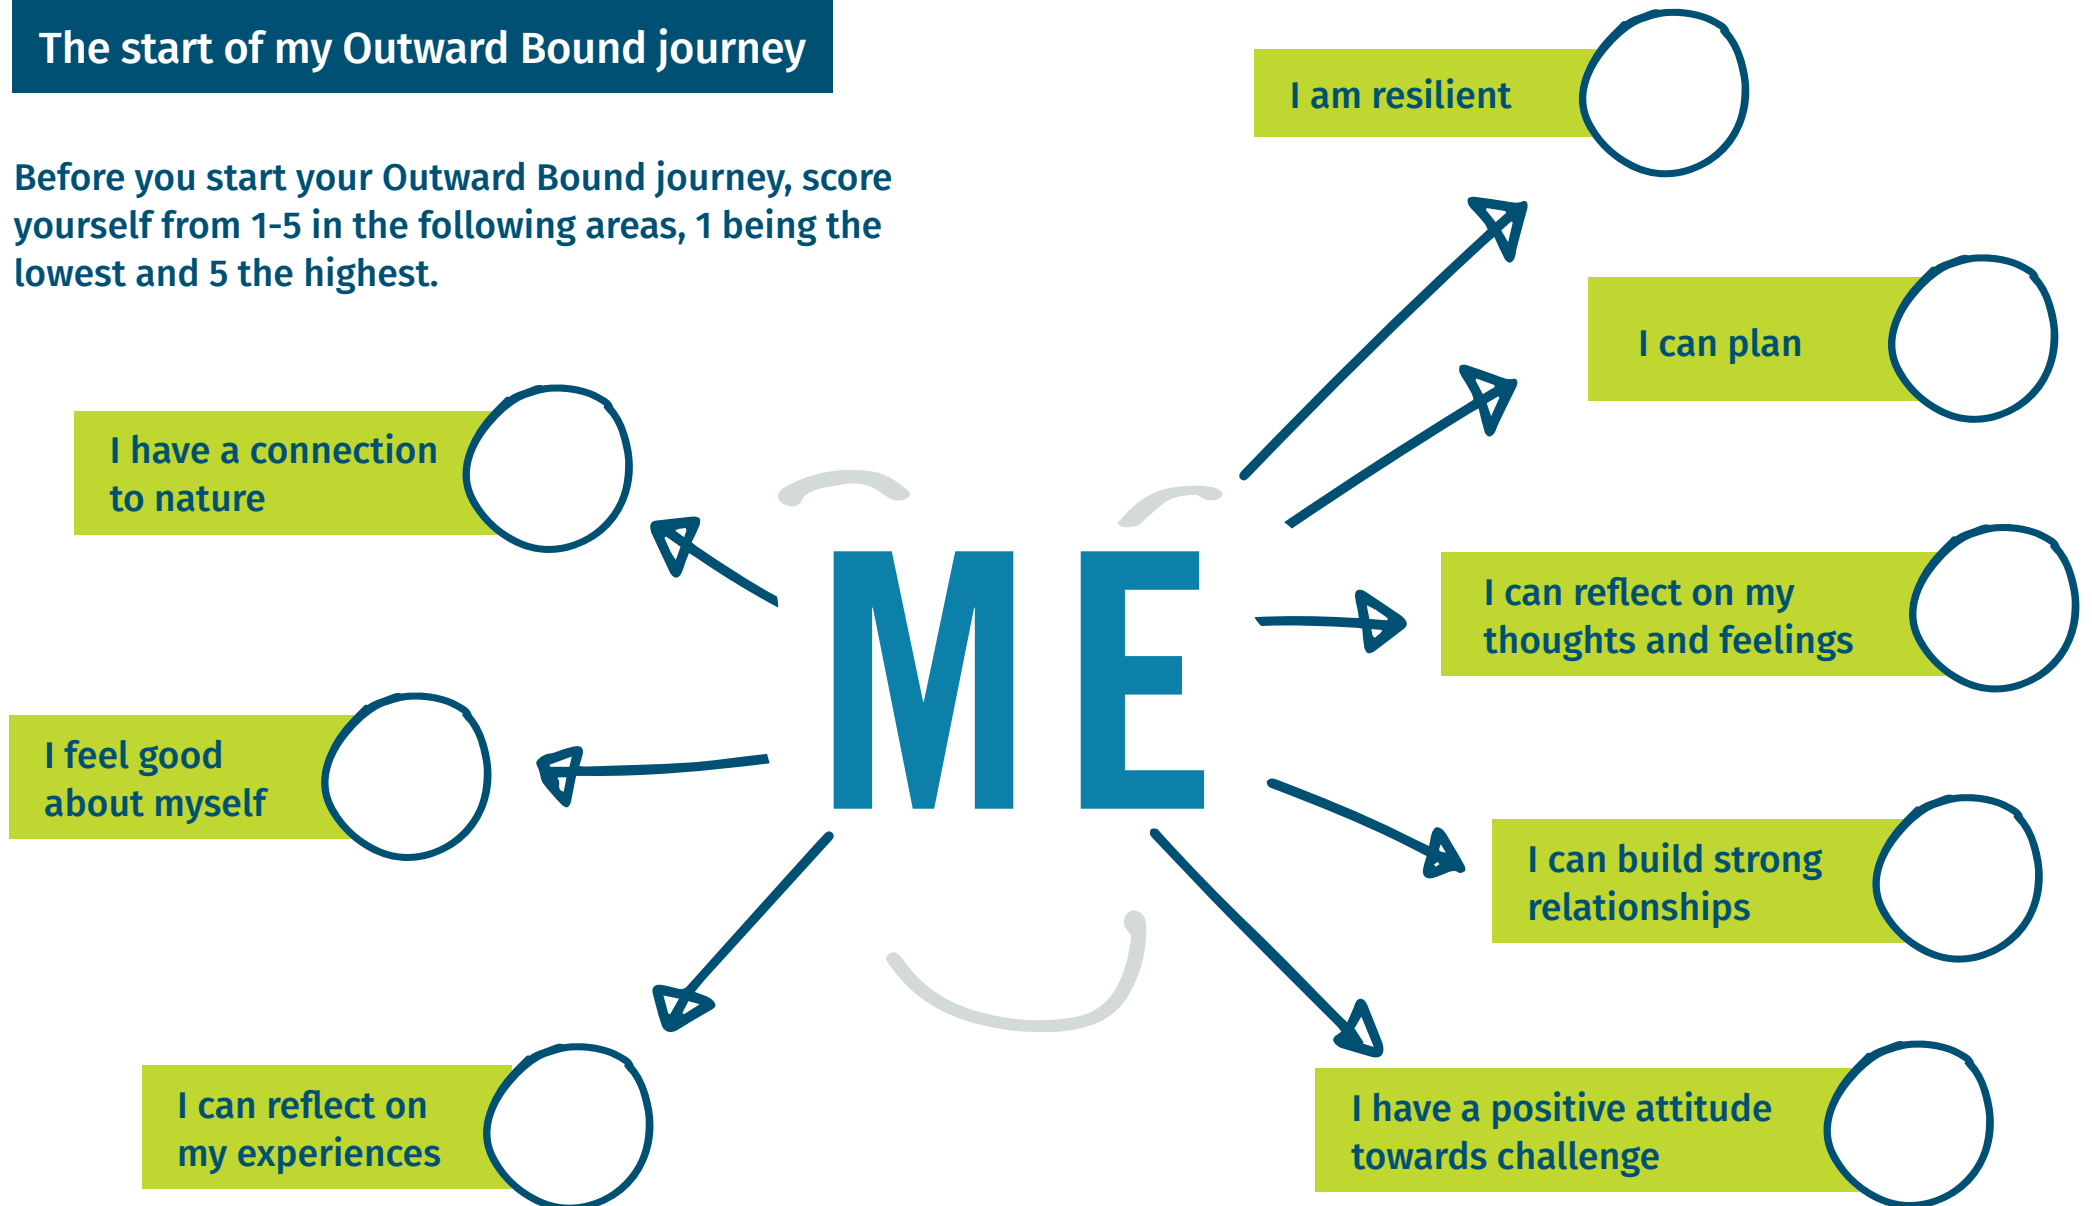 The start of my Outward Bound journey
Before you start your Outward Bound journey, score
yourself from 1-5 in the following areas, 1 being the
lowest and 5 the highest.
I am resilient
I can plan
I have a connection
to nature
I can reflect on my
thoughts and feelings
ME
I feel good
about myself
I can build strong
relationships
I can reflect on
my experiences
I have a positive attitude
towards challenge